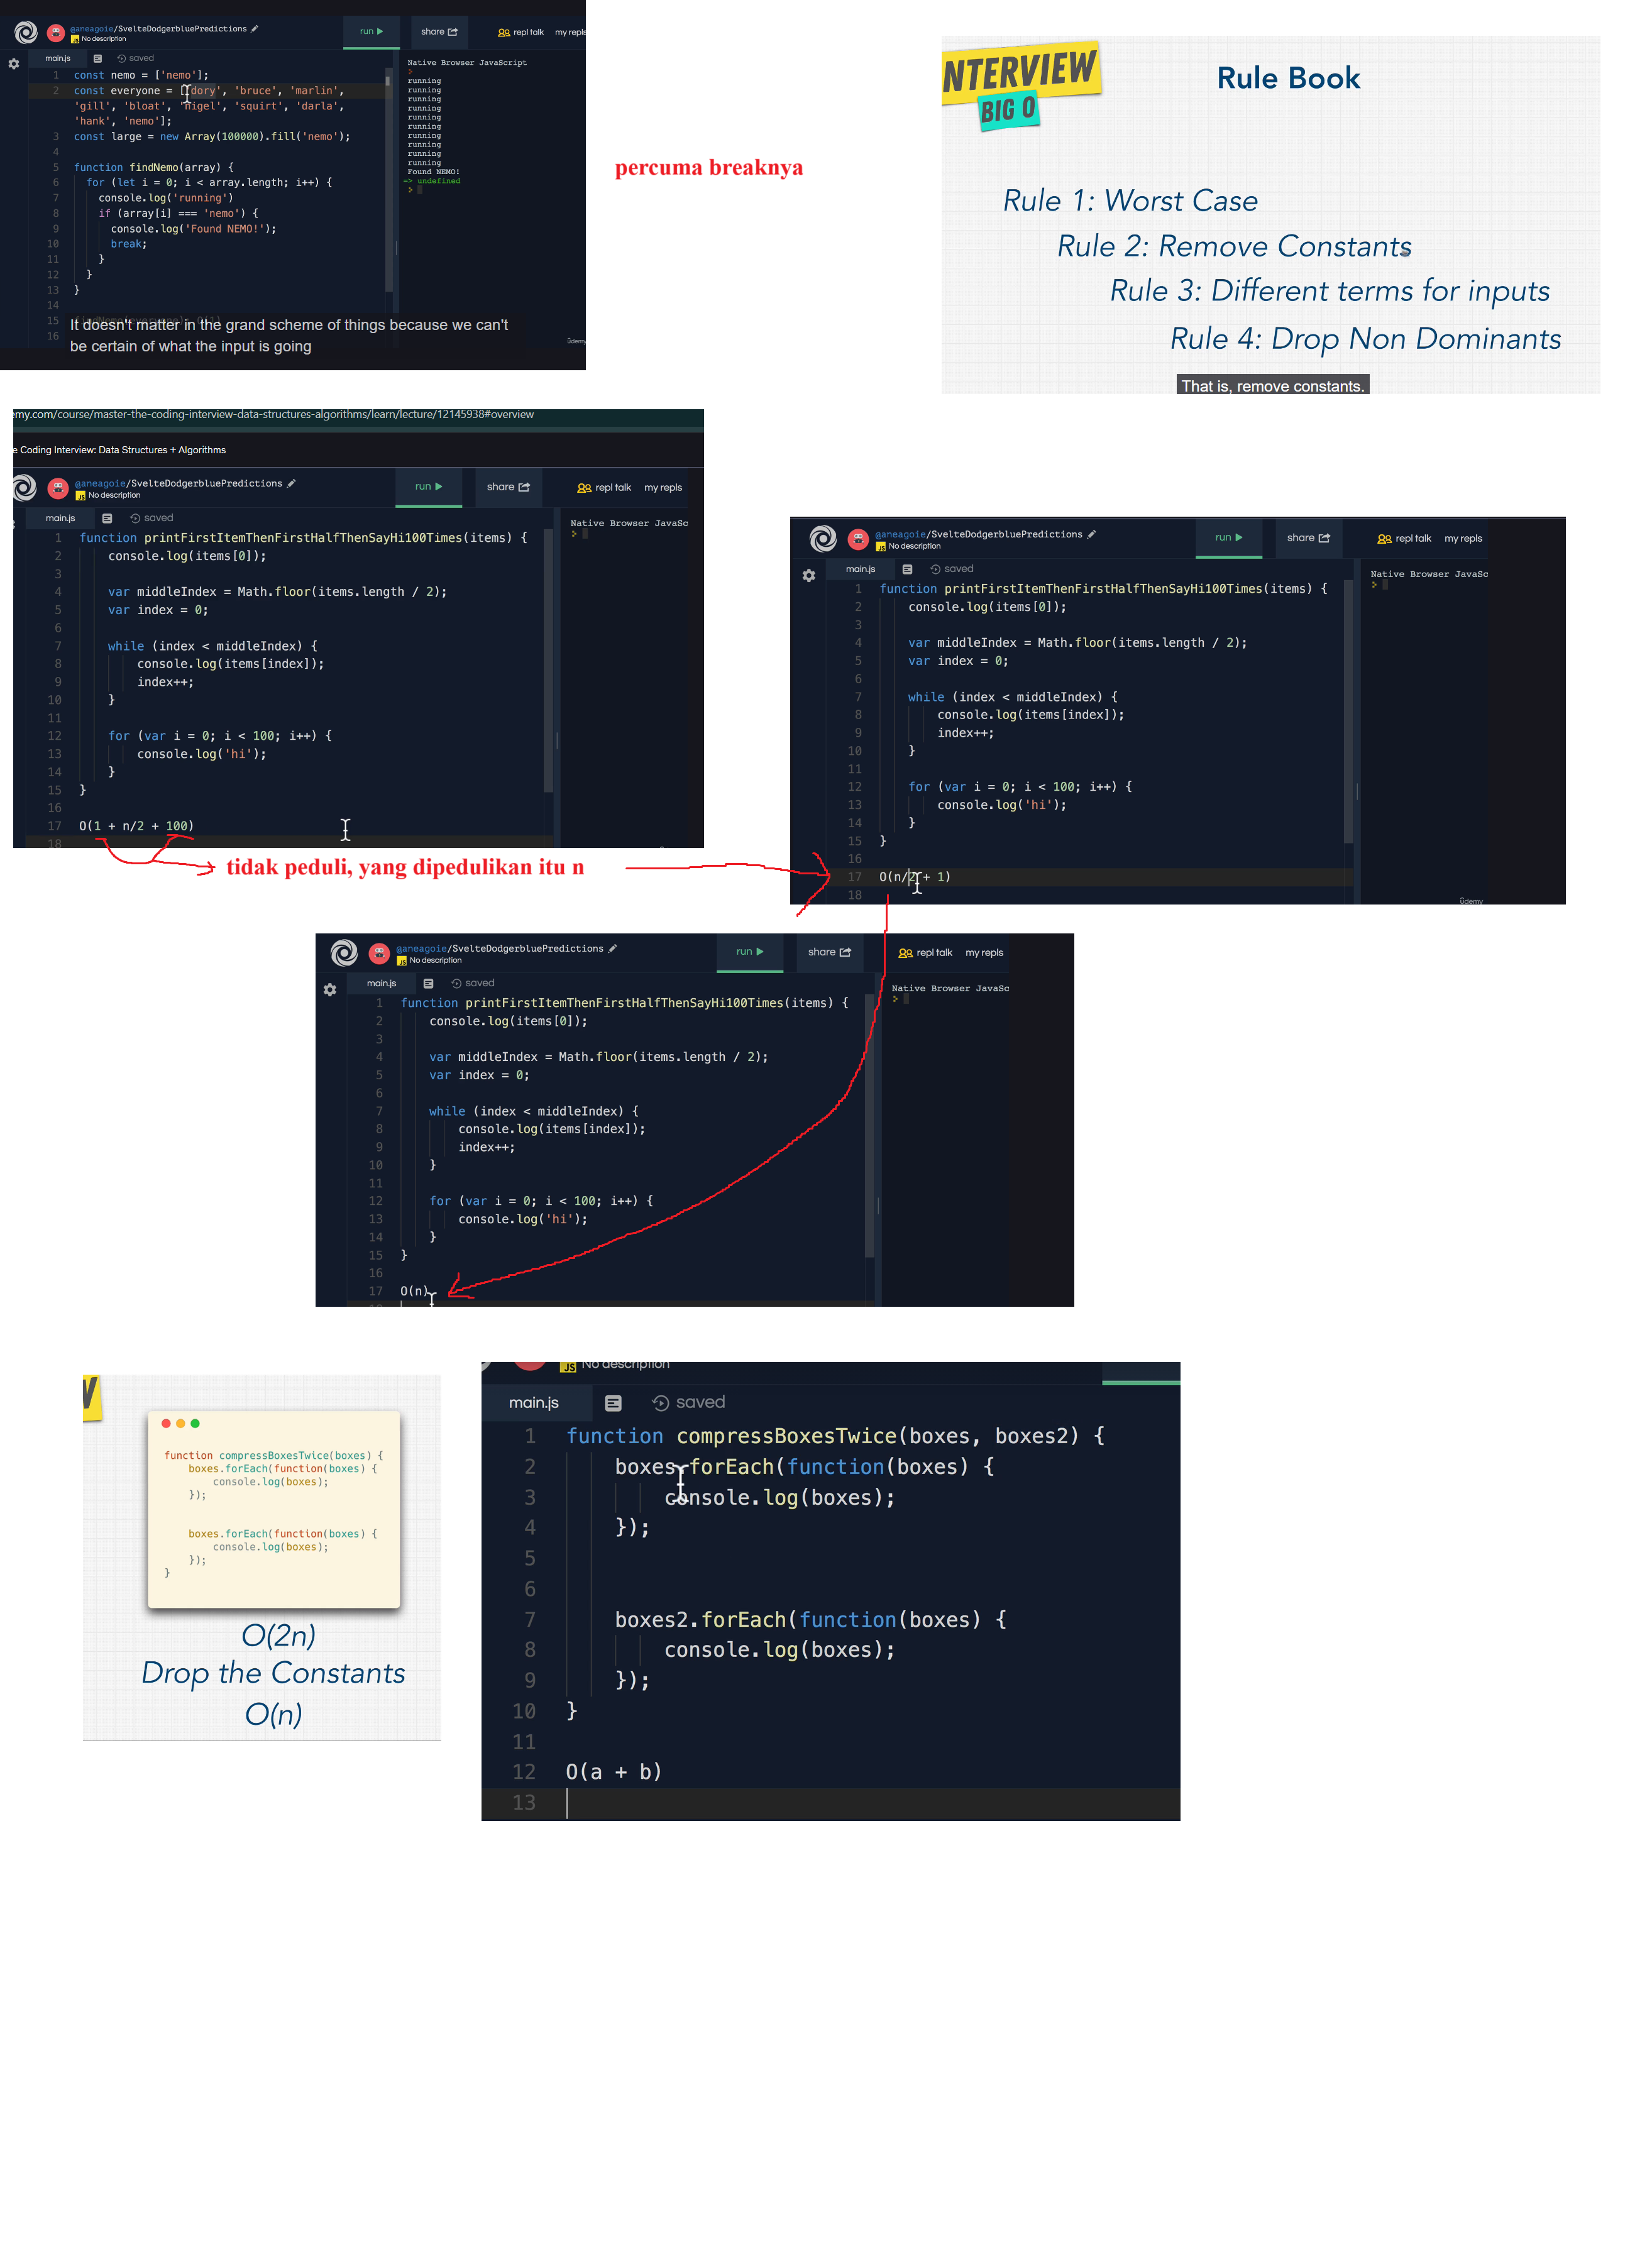 @aneagoie/SvelteDodgerbluePredictions
No description
run
share
repl talk
my repls
main.js
saved
1 const nemo = ['nemo'];
2 const everyone = ['dory', 'bruce', 'marlin',
'gill', 'bloat', 'nigel', 'squirt', 'darla',
'hank', 'nemo'];
3 const large = new Array(100000).fill('nemo');
4
5 function findNemo(array) {
6 for (let i = 0; i < array.length; i++) {
7 console.log('running')
8 if (array[i] === 'nemo') {
9 console.log('Found NEMO!');
10 break;
11 }
12 }
13 }
14
15
16
Native Browser JavaScript
running
running
running
running
running
running
running
running
running
running
Found NEMO!
=> undefined
It doesn't matter in the grand scheme of things because we can't
be certain of what the input is going
ûdemy
percuma breaknya
NTERVIEW
BIG O
Rule Book
Rule 1: Worst Case
Rule 2: Remove Constants
Rule 3: Different terms for inputs
Rule 4: Drop Non Dominants
That is, remove constants.
emy.com/course/master-the-coding-interview-data-structures-algorithms/learn/lecture/12145938#overview
e Coding Interview: Data Structures + Algorithms
@aneagoie/SvelteDodgerbluePredictions
No description
run
share
repl talk
my repls
main.js
saved
Native Browser JavaSc
1 function printFirstItemThenFirstHalfThenSayHi100Times(items) {
2 console.log(items[0]);
3
4 var middleIndex = Math.floor(items.length / 2);
5 var index = 0;
6
7 while (index < middleIndex) {
8 console.log(items[index]);
9 index++;
10 }
11
12 for (var i = 0; i < 100; i++) {
13 console.log('hi');
14 }
15 }
16
17 O(1 + n/2 + 100)
18
tidak peduli, yang dipedulikan itu n
@aneagoie/SvelteDodgerbluePredictions
No description
run
share
repl talk
my repls
main.js
saved
Native Browser JavaSc
1 function printFirstItemThenFirstHalfThenSayHi100Times(items) {
2 console.log(items[0]);
3
4 var middleIndex = Math.floor(items.length / 2);
5 var index = 0;
6
7 while (index < middleIndex) {
8 console.log(items[index]);
9 index++;
10 }
11
12 for (var i = 0; i < 100; i++) {
13 console.log('hi');
14 }
15 }
16
17 O(n/2 + 1)
18
ûdemy
@aneagoie/SvelteDodgerbluePredictions
No description
run
share
repl talk
my repls
main.js
saved
Native Browser JavaSc
1 function printFirstItemThenFirstHalfThenSayHi100Times(items) {
2 console.log(items[0]);
3
4 var middleIndex = Math.floor(items.length / 2);
5 var index = 0;
6
7 while (index < middleIndex) {
8 console.log(items[index]);
9 index++;
10 }
11
12 for (var i = 0; i < 100; i++) {
13 console.log('hi');
14 }
15 }
16
17 O(n)
W
function compressBoxesTwice(boxes) {
boxes.forEach(function(boxes) {
console.log(boxes);
});
boxes.forEach(function(boxes) {
console.log(boxes);
});
}
O(2n)
Drop the Constants
O(n)
JS No description
main.js
saved
1 function compressBoxesTwice(boxes, boxes2) {
2 boxes.forEach(function(boxes) {
3 console.log(boxes);
4 });
5
6
7 boxes2.forEach(function(boxes) {
8 console.log(boxes);
9 });
10 }
11
12 O(a + b)
13